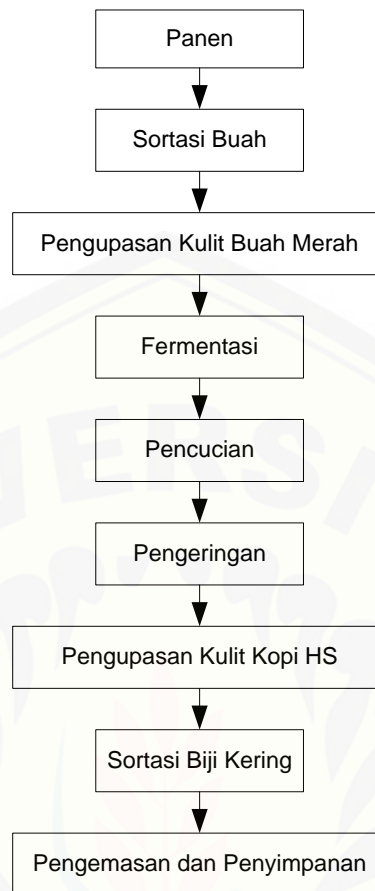 Panen
Sortasi Buah
Pengupasan Kulit Buah Merah
Fermentasi
Pencucian
Pengeringan
Pengupasan Kulit Kopi HS
Sortasi Biji Kering
Pengemasan dan Penyimpanan